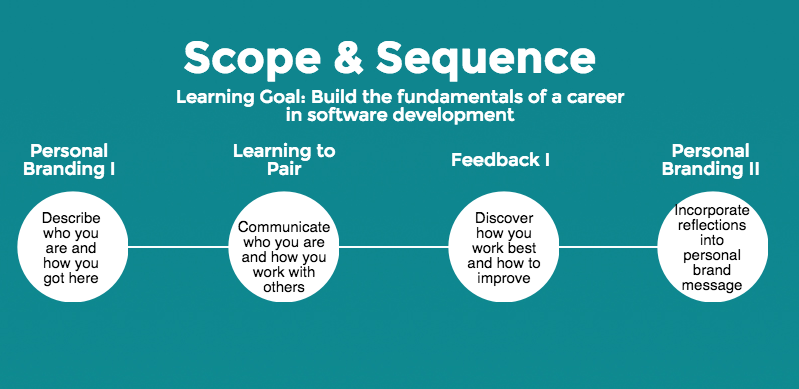 Scope & Sequence
Learning Goal: Build the fundamentals of a career
in software development
Personal
Branding I
Describe
who you
are and
how you
got here
Learning to
Pair
Communicate
who you are
and how you
work with
others
Feedback I
Discover
how you
work best
and how to
improve
Personal
Branding II
Incorporate
reflections
into
personal
brand
message